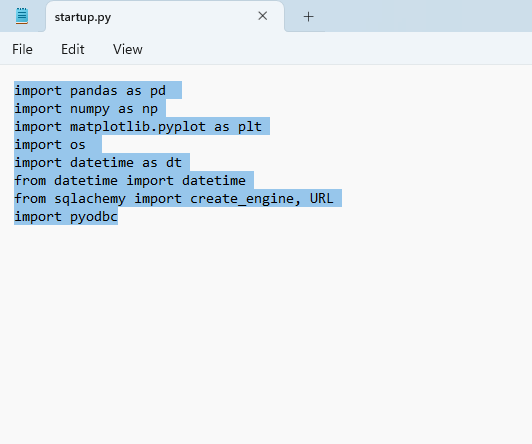 startup.py
File Edit View
import pandas as pd
import numpy as np
import matplotlib.pyplot as plt
import os
import datetime as dt
from datetime import datetime
from sqlachemy import create_engine, URL
import pyodbc